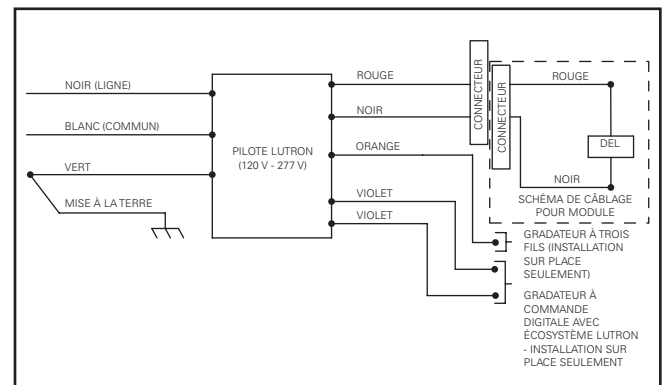 NOIR (LIGNE)
BLANC (COMMUN)
VERT
MISE À LA TERRE
PILOTE LUTRON
(120 V - 277 V)
ROUGE
NOIR
ORANGE
VIOLET
VIOLET
CONNECTEUR
CONNECTEUR
ROUGE
DEL
NOIR
SCHÉMA DE CÂBLAGE
POUR MODULE
GRADATEUR À TROIS
FILS (INSTALLATION
SUR PLACE
SEULEMENT)
GRADATEUR À
COMMANDE
DIGITALE AVEC
ÉCOSYSTÈME LUTRON
- INSTALLATION SUR
PLACE SEULEMENT